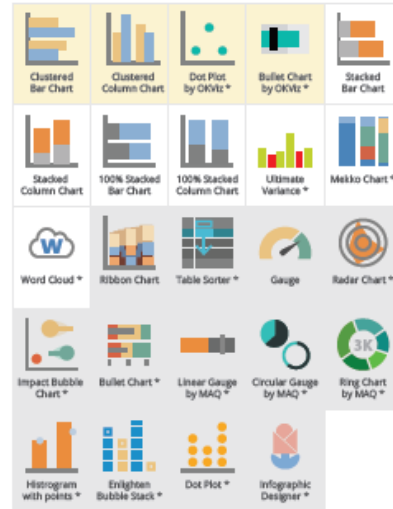 Clustered
Bar Chart
Clustered
Column Chart
Dot Plot
by OKViz *
Bullet Chart
by OKViz *
Stacked
Bar Chart
Stacked
Column Chart
100% Stacked
Bar Chart
100% Stacked
Column Chart
Ultimate
Variance *
Mekko Chart *
W
Word Cloud *
Ribbon Chart
Table Sorter *
Gauge
Radar Chart *
Impact Bubble
Chart *
Bullet Chart *
Linear Gauge
by MAQ *
Circular Gauge
by MAQ *
3K
Ring Chart
by MAQ *
Histrogram
with points *
Enlighten
Bubble Stack *
Dot Plot *
Infographic
Designer *